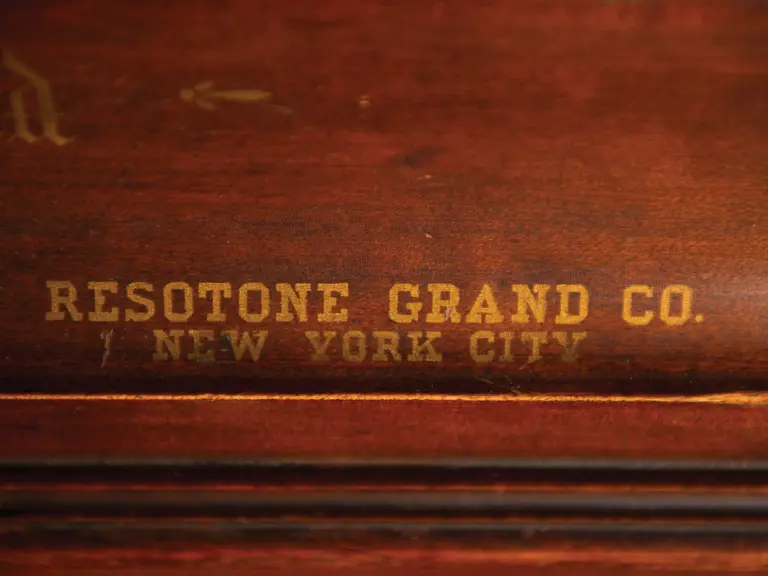 d
RESOTONE GRAND CO.
NEW YORK CITY